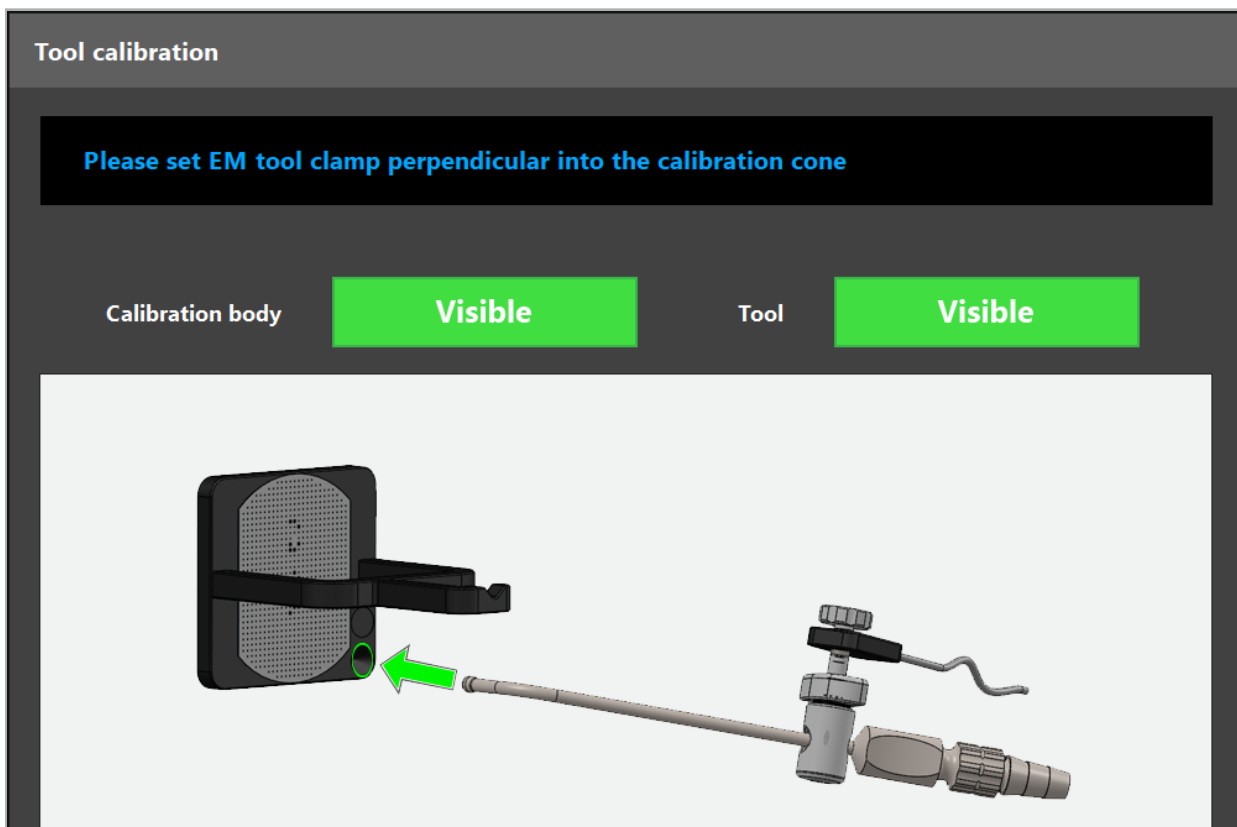 Tool calibration
Please set EM tool clamp perpendicular into the calibration cone
Calibration body
Visible
Tool
Visible